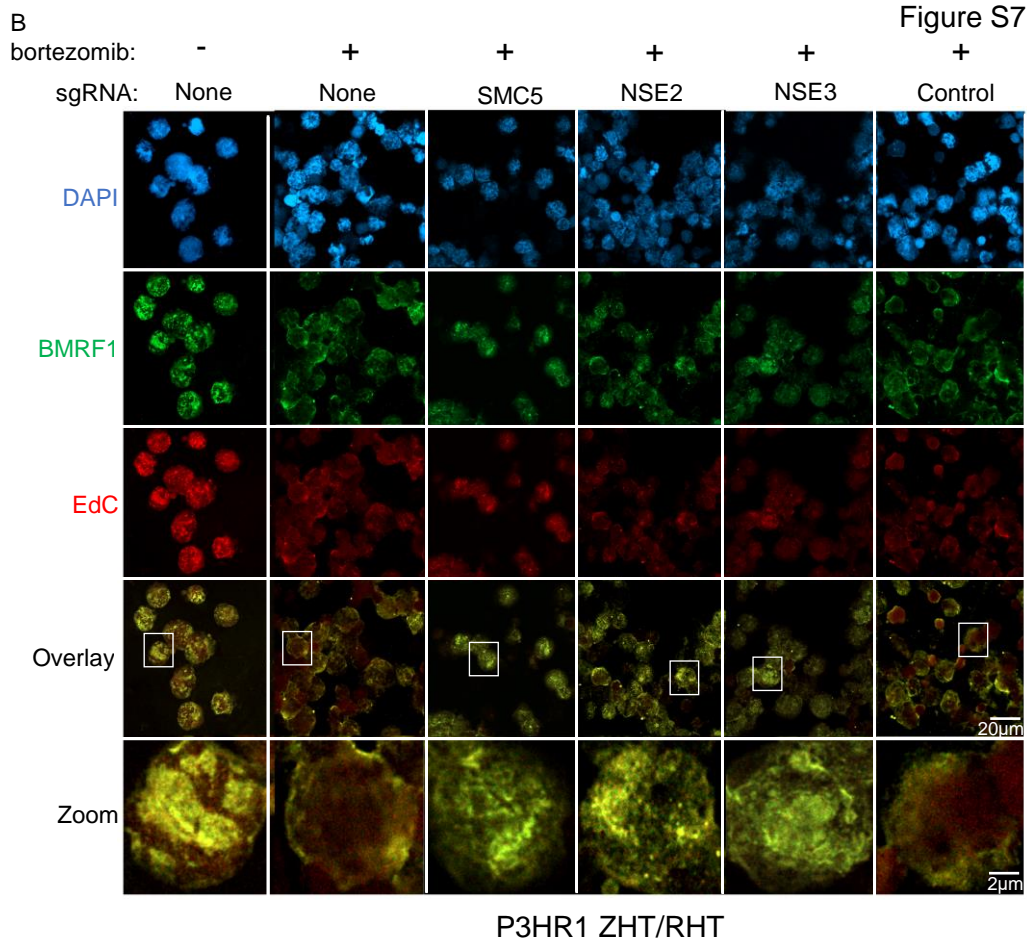 Figure S7
B
bortezomib: - + + + + +
sgRNA: None None SMC5 NSE2 NSE3 Control
DAPI
BMRF1
EdC
Overlay
20µm
Zoom
2µm
P3HR1 ZHT/RHT